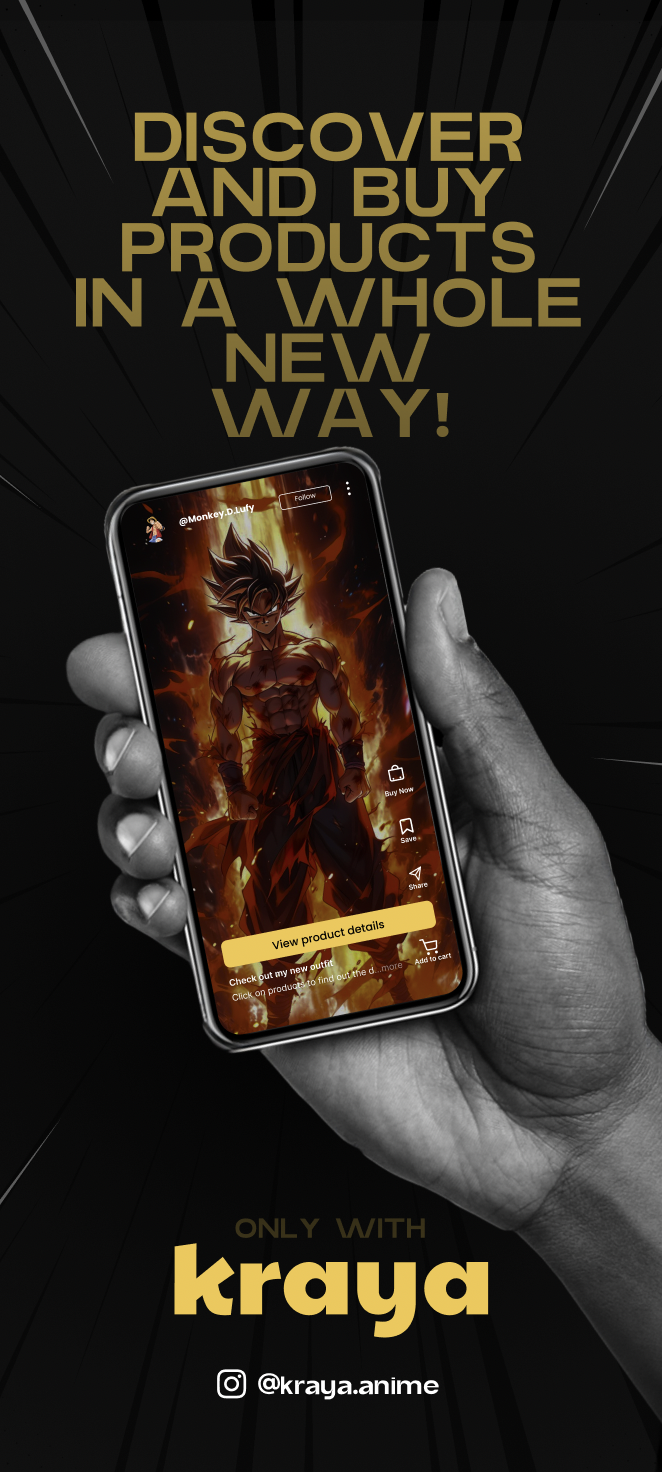 DISCOVER
AND BUY
PRODUCTS
IN A WHOLE
NEW
WAY!
@Monkey.D.Lufy
Follow
Buy Now
Save
Share
View product details
Add to cart
Check out my new outfit
Click on products to find out the d...more
ONLY WITH
kraya
@kraya.anime